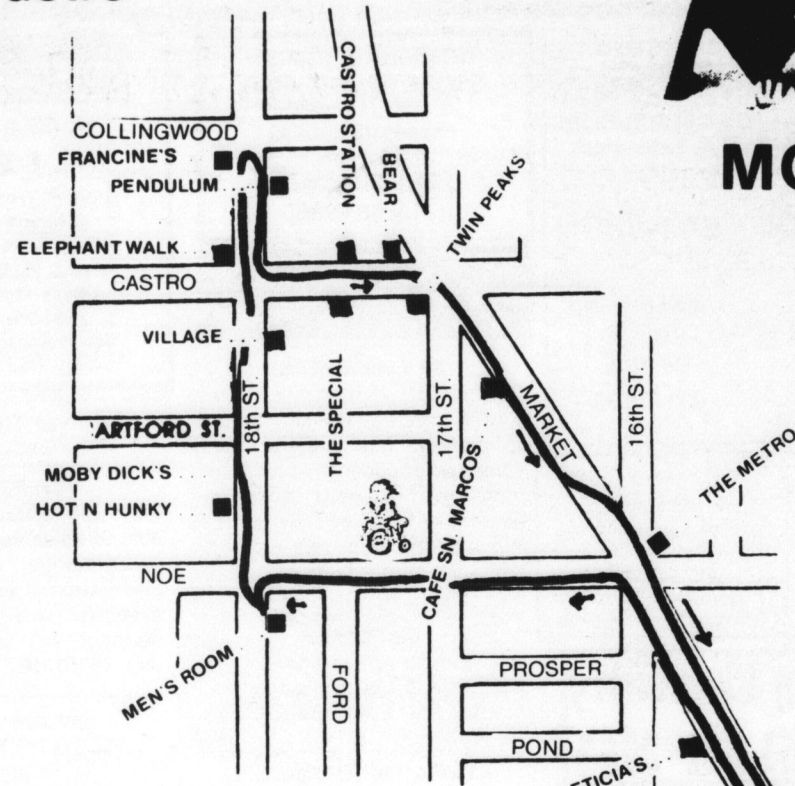 MO
COLLINGWOOD
FRANCINE'S
PENDULUM
CASTRO STATION
BEAR
TWIN PEAKS
ELEPHANT WALK
CASTRO
VILLAGE
18th ST.
THE SPECIAL
17th ST.
MARKET
16th ST.
ARTFORD ST.
MOBY DICK'S
HOT N HUNKY
CAFE SN. MARCOS
THE METRO
NOE
MEN'S ROOM
FORD
PROSPER
POND
ETICIA'S